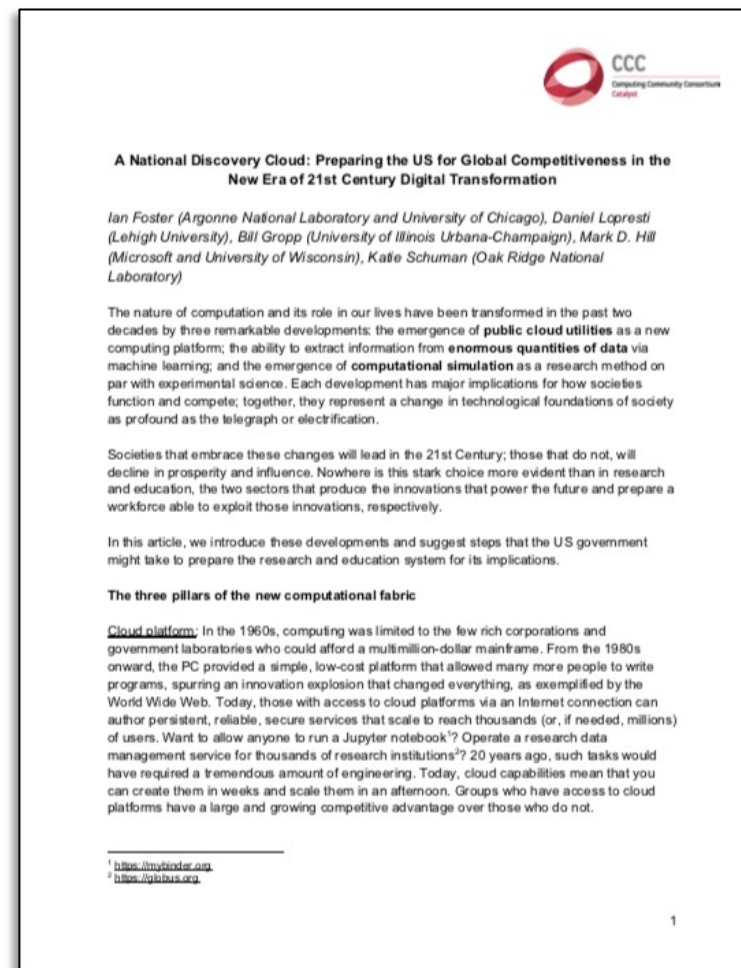 CCC
Computing Community Consortium
Catalyst
A National Discovery Cloud: Preparing the US for Global Competitiveness in the
New Era of 21st Century Digital Transformation
Ian Foster (Argonne National Laboratory and University of Chicago), Daniel Lopresti
(Lehigh University), Bill Gropp (University of Illinois Urbana-Champaign), Mark D. Hill
(Microsoft and University of Wisconsin), Katie Schuman (Oak Ridge National
Laboratory)
The nature of computation and its role in our lives have been transformed in the past two
decades by three remarkable developments: the emergence of public cloud utilities as a new
computing platform; the ability to extract information from enormous quantities of data via
machine learning; and the emergence of computational simulation as a research method on
par with experimental science. Each development has major implications for how societies
function and compete; together, they represent a change in technological foundations of society
as profound as the telegraph or electrification.
Societies that embrace these changes will lead in the 21st Century; those that do not, will
decline in prosperity and influence. Nowhere is this stark choice more evident than in research
and education, the two sectors that produce the innovations that power the future and prepare a
workforce able to exploit those innovations, respectively.
In this article, we introduce these developments and suggest steps that the US government
might take to prepare the research and education system for its implications.
The three pillars of the new computational fabric
Cloud platform: In the 1960s, computing was limited to the few rich corporations and
government laboratories who could afford a multimillion-dollar mainframe. From the 1980s
onward, the PC provided a simple, low-cost platform that allowed many more people to write
programs, spurring an innovation explosion that changed everything, as exemplified by the
World Wide Web. Today, those with access to cloud platforms via an Internet connection can
author persistent, reliable, secure services that scale to reach thousands (or, if needed, millions)
of users. Want to allow anyone to run a Jupyter notebook¹? Operate a research data
management service for thousands of research institutions²? 20 years ago, such tasks would
have required a tremendous amount of engineering. Today, cloud capabilities mean that you
can create them in weeks and scale them in an afternoon. Groups who have access to cloud
platforms have a large and growing competitive advantage over those who do not.
¹ https://mybinder.org
² https://globus.org
1